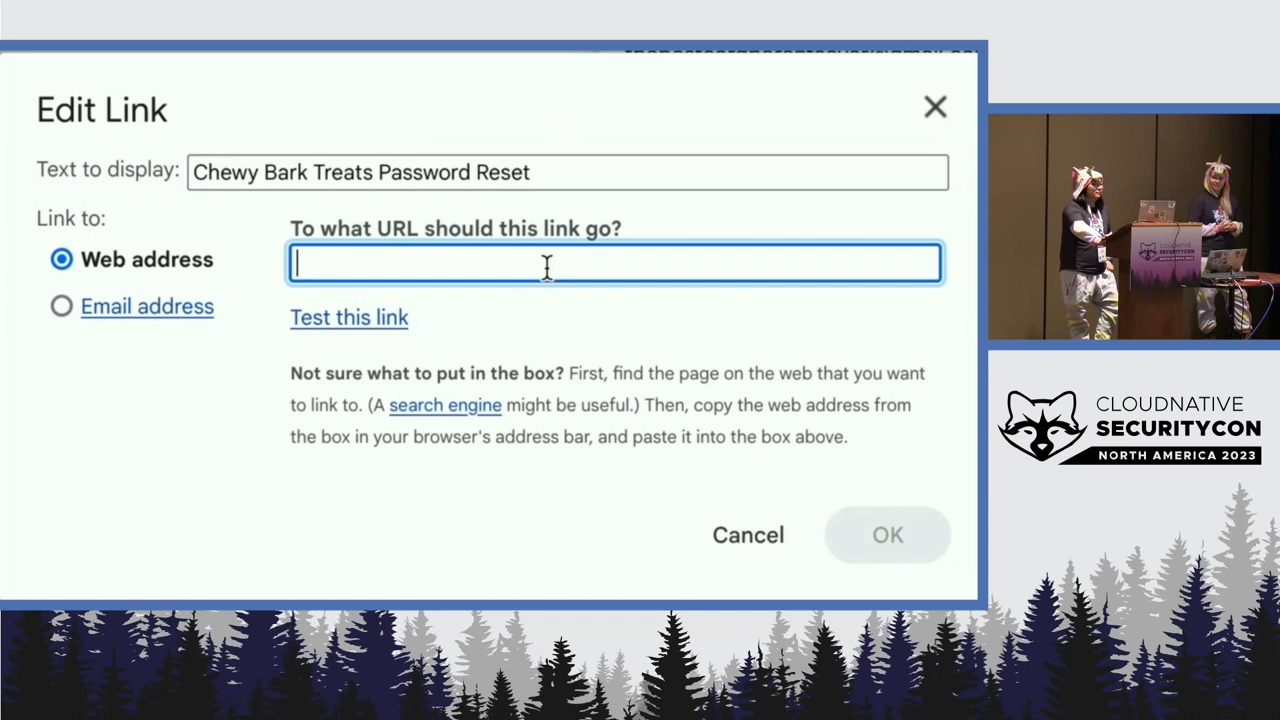 Edit Link
Text to display: Chewy Bark Treats Password Reset
Link to:
Web address
Email address
To what URL should this link go?
Test this link
Not sure what to put in the box? First, find the page on the web that you want
to link to. (A search engine might be useful.) Then, copy the web address from
the box in your browser's address bar, and paste it into the box above.
Cancel
OK
CLOUDNATIVE
SECURITYCON
CLOUDNATIVE
SECURITYCON
NORTH AMERICA 2023